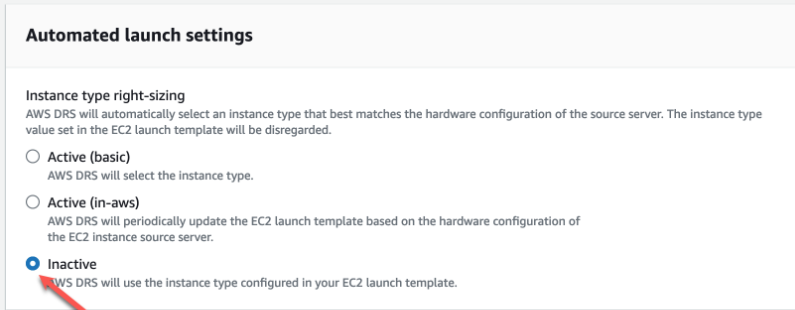 Automated launch settings
Instance type right-sizing
AWS DRS will automatically select an instance type that best matches the hardware configuration of the source server. The instance type
value set in the EC2 launch template will be disregarded.
Active (basic)
AWS DRS will select the instance type.
Active (in-aws)
AWS DRS will periodically update the EC2 launch template based on the hardware configuration of
the EC2 instance source server.
Inactive
AWS DRS will use the instance type configured in your EC2 launch template.